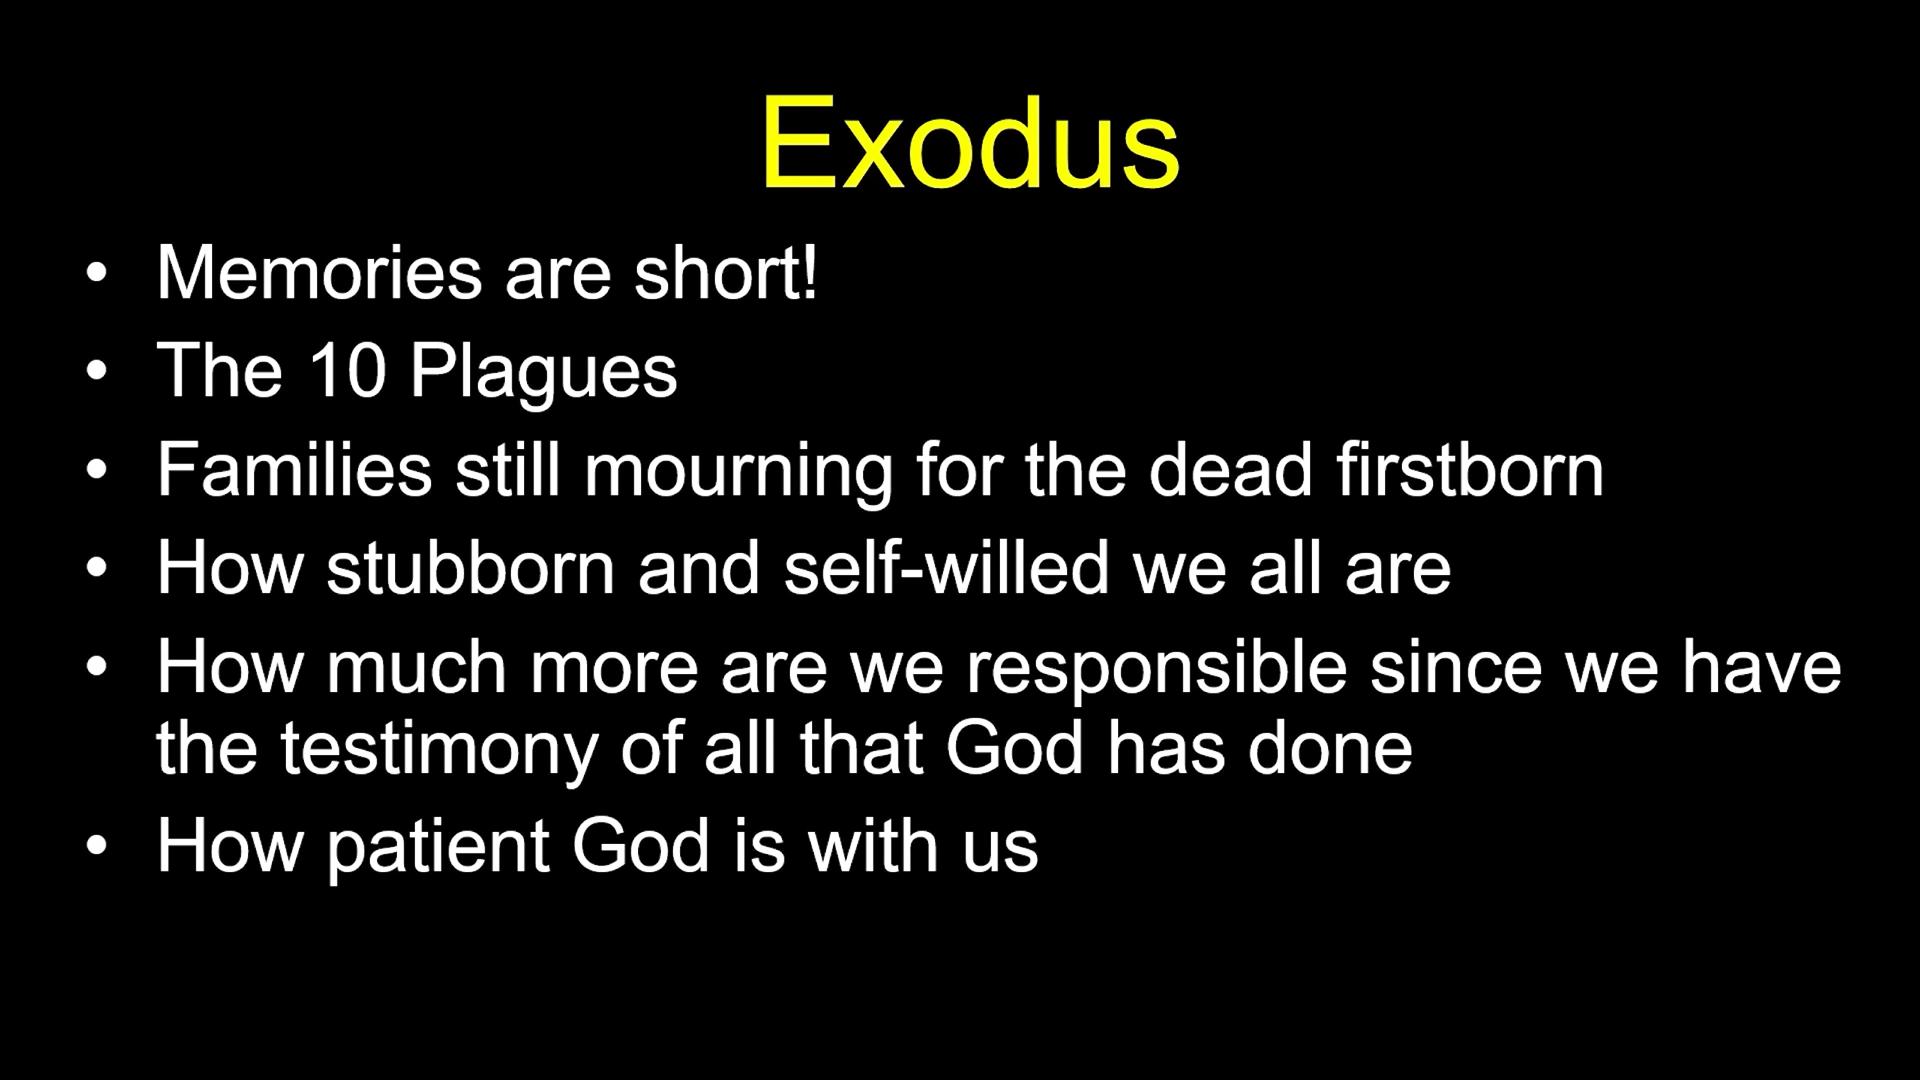 Exodus
• Memories are short!
• The 10 Plagues
• Families still mourning for the dead firstborn
• How stubborn and self-willed we all are
• How much more are we responsible since we have
the testimony of all that God has done
• How patient God is with us